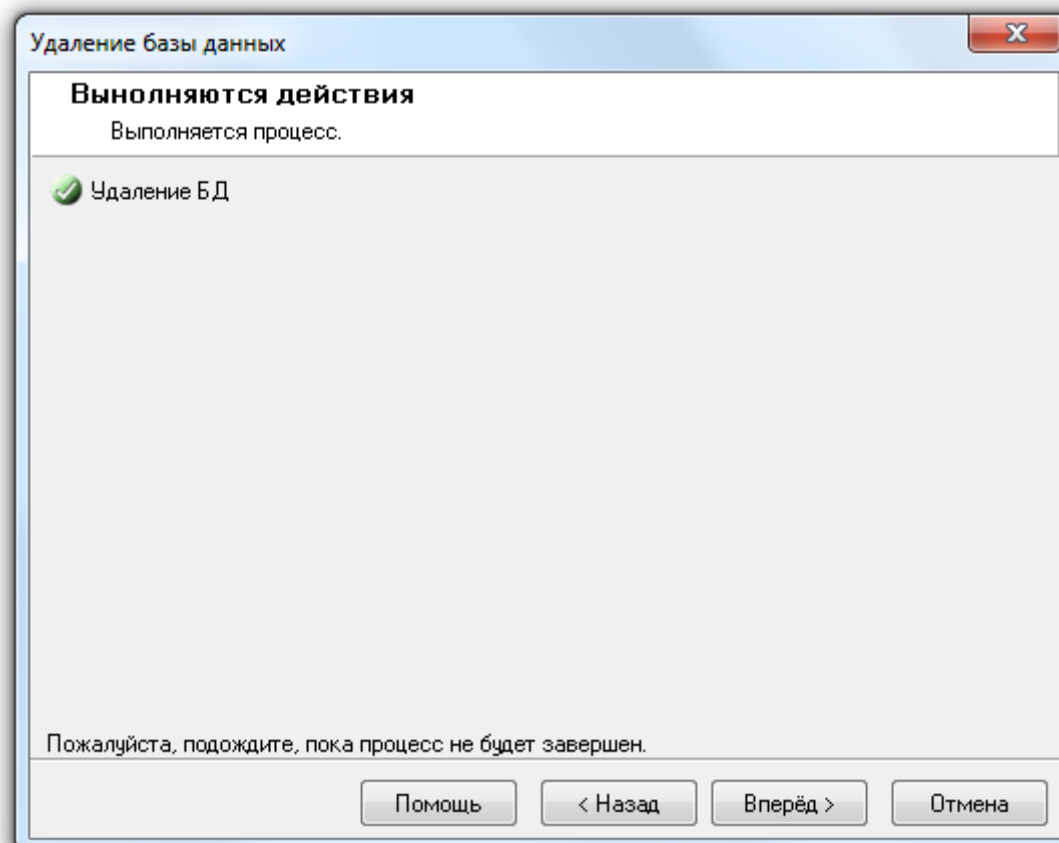 Удаление базы данных
Вынолняются действия
Выполняется процесс.
Удаление БД
Пожалуйста, подождите, пока процесс не будет завершен.
Помощь
< Назад
Вперёд >
Отмена